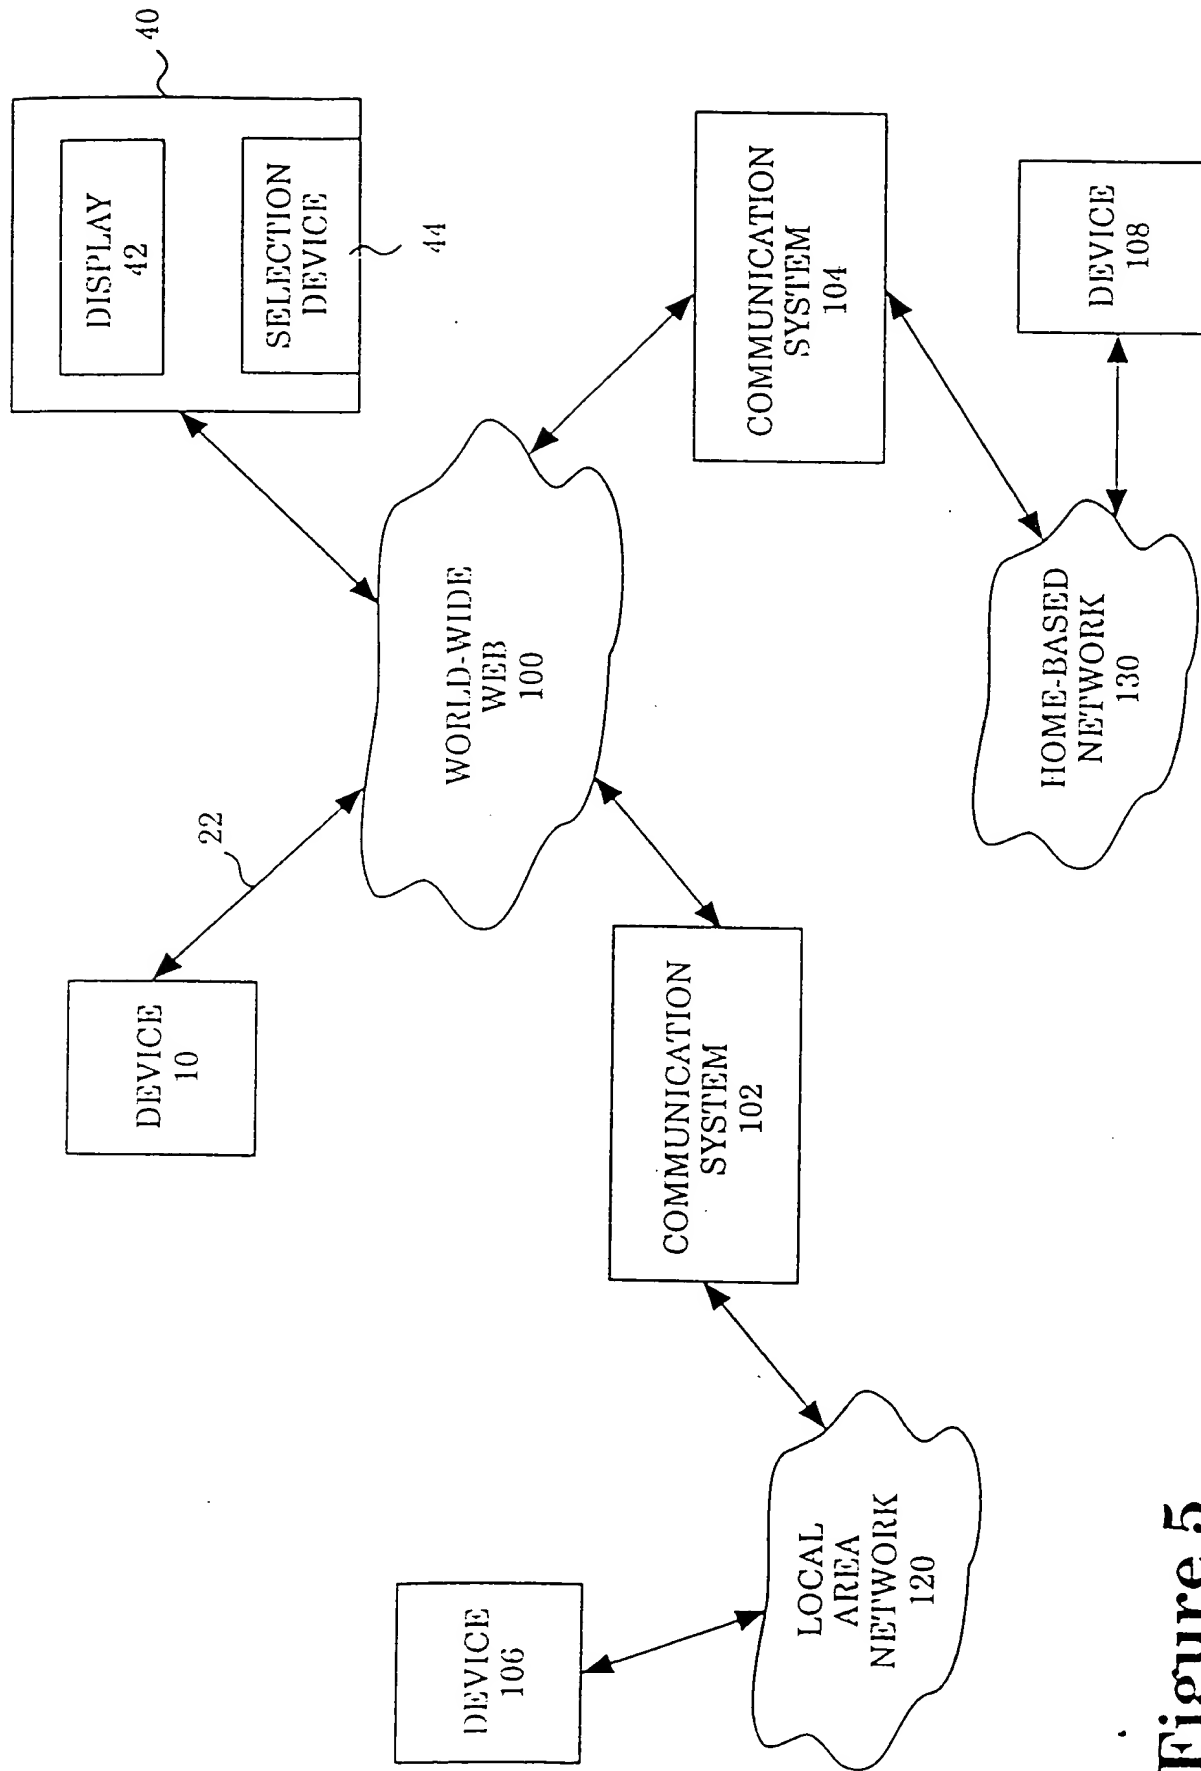 40
DISPLAY
42
SELECTION
DEVICE
44
DEVICE
10
22
WORLD-WIDE
WEB
100
COMMUNICATION
SYSTEM
104
COMMUNICATION
SYSTEM
102
DEVICE
108
HOME-BASED
NETWORK
130
DEVICE
106
LOCAL
AREA
NETWORK
120
Figure 5